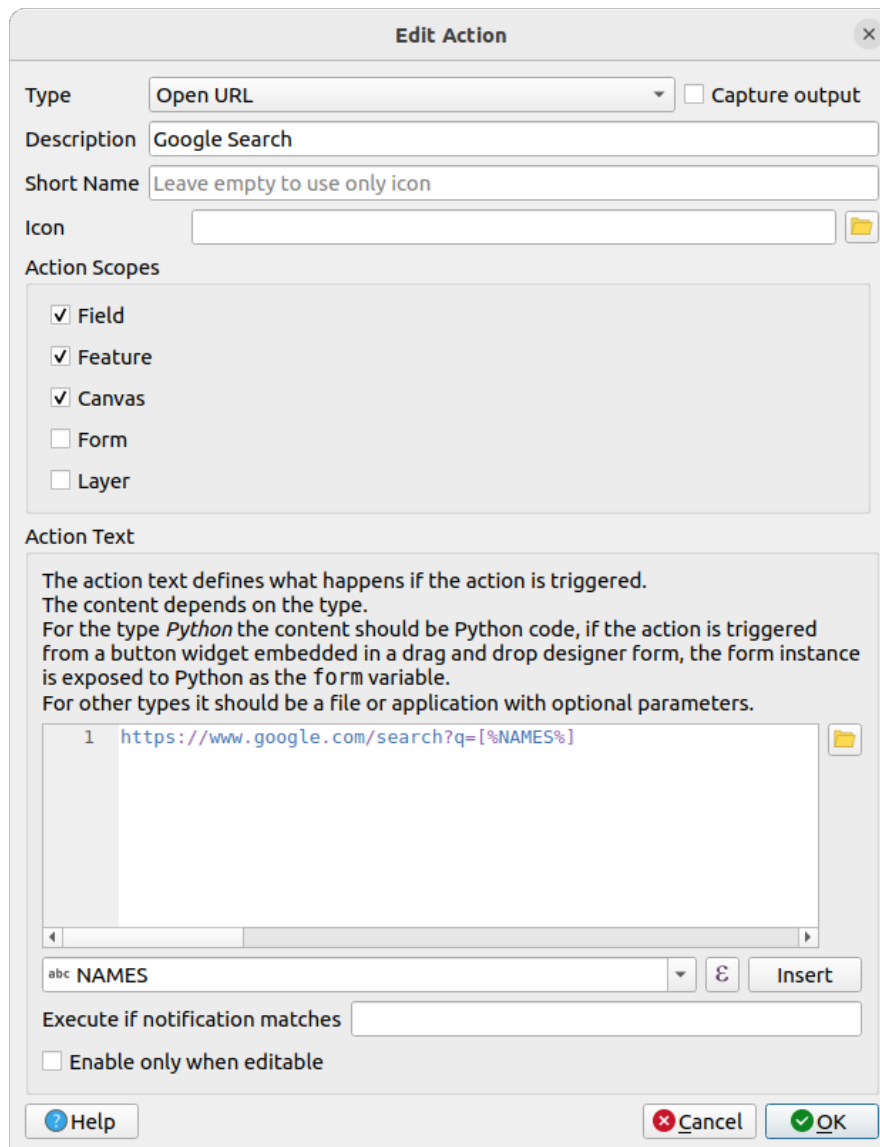 Edit Action
Type Open URL Capture output
Description Google Search
Short Name Leave empty to use only icon
Icon
Action Scopes
Field
Feature
Canvas
Form
Layer
Action Text
The action text defines what happens if the action is triggered.
The content depends on the type.
For the type Python the content should be Python code, if the action is triggered
from a button widget embedded in a drag and drop designer form, the form instance
is exposed to Python as the form variable.
For other types it should be a file or application with optional parameters.
1 https://www.google.com/search?q=[%NAMES%]
abc NAMES ε Insert
Execute if notification matches
Enable only when editable
Help Cancel OK